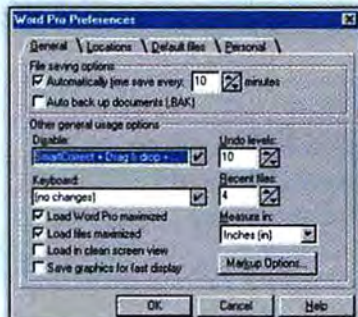 Word Pro Preferences
General Locations Default files Personal
File saving options
Automatically time save every: 10 minutes
Auto back up documents (.BAK)
Other general usage options
Disable: Undo levels:
SmartCorrect + Drag & drop + 10
Keyboard: Recent files:
(no changes) 4
Load Word Pro maximized Measure in:
Load files maximized Inches (in)
Load in clean screen view
Save graphics for fast display Markup Options...
OK Cancel Help